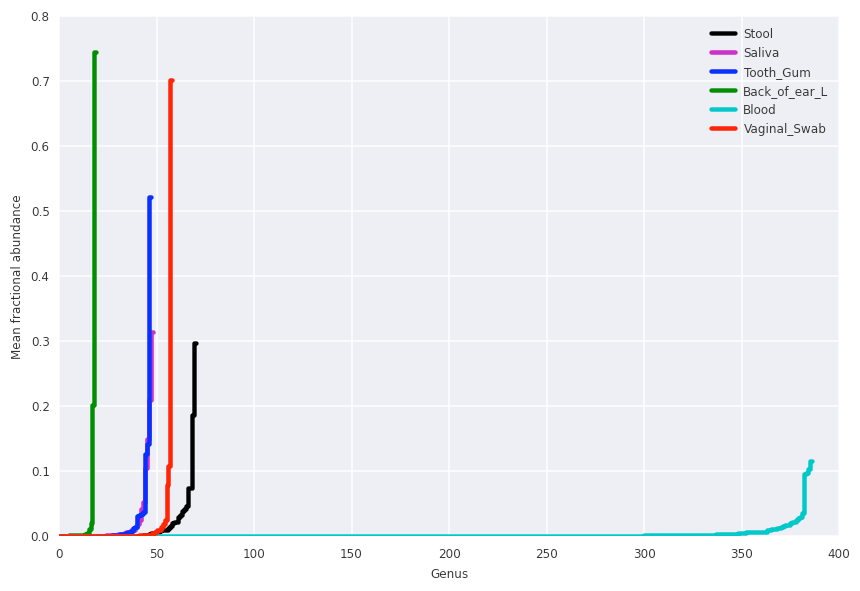 0.8
0.7
0.6
0.5
0.4
0.3
0.2
0.1
0.0
Mean fractional abundance
Stool
Saliva
Tooth_Gum
Back_of_ear_L
Blood
Vaginal_Swab
0 50 100 150 200 250 300 350 400
Genus